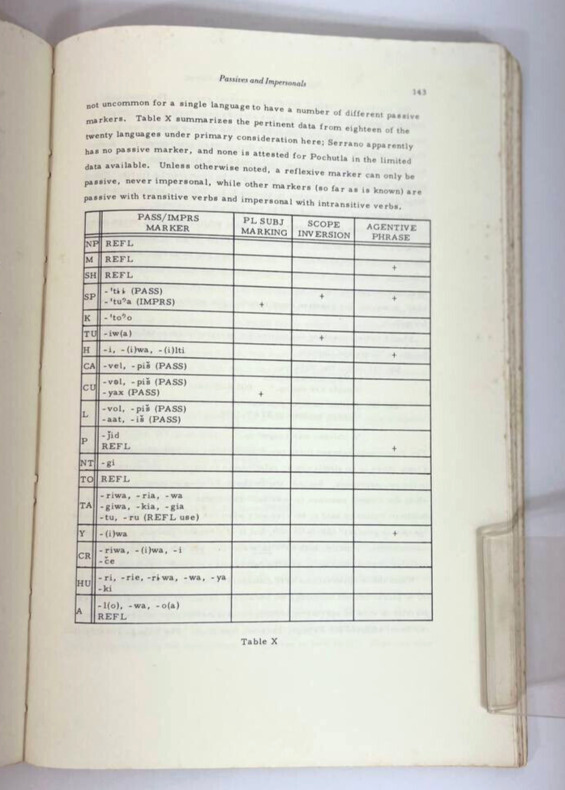 Passives and Impersonals
143
not uncommon for a single language to have a number of different passive
markers. Table X summarizes the pertinent data from eighteen of the
twenty languages under primary consideration here; Serrano apparently
has no passive marker, and none is attested for Pochutla in the limited
data available. Unless otherwise noted, a reflexive marker can only be
passive, never impersonal, while other markers (so far as is known) are
passive with transitive verbs and impersonal with intransitive verbs.
PASS/IMPRS MARKER PL SUBJ MARKING SCOPE INVERSION AGENTIVE PHRASE
NP REFL
M REFL
SH REFL +
SP -'tɨɨ (PASS) + +
-'tuʔa (IMPRS) +
K -'toʔo
TU -iw(a) +
H -i, -(i)wa, -(i)lti +
CA -vel, -piš (PASS)
CU -vəl, -piš (PASS)
-yax (PASS) +
L -vol, -piš (PASS)
-aat, -iš (PASS)
P -ǰid
REFL +
NT -gi
TO REFL
TA -riwa, -ria, -wa
-giwa, -kia, -gia
-tu, -ru (REFL use)
Y -(i)wa +
CR -riwa, -(i)wa, -i
-če
HU -ri, -rie, -rɨwa, -wa, -ya
-ki
A -l(o), -wa, -o(a)
REFL
Table X